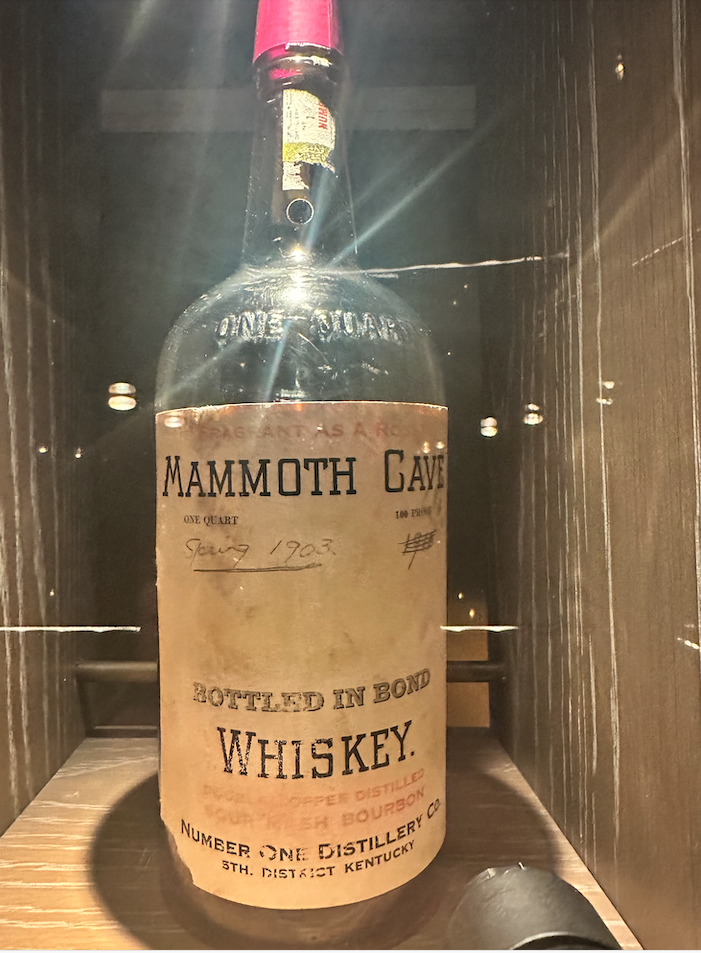 ONE QUART
FRAGRANT AS A ROSE
MAMMOTH CAVE
ONE QUART
100 PROOF
Spring 1903.
BOTTLED IN BOND
WHISKEY.
DOUBLE COPPER DISTILLED
SOUR MASH BOURBON
NUMBER ONE DISTILLERY CO.
5TH. DISTRICT KENTUCKY